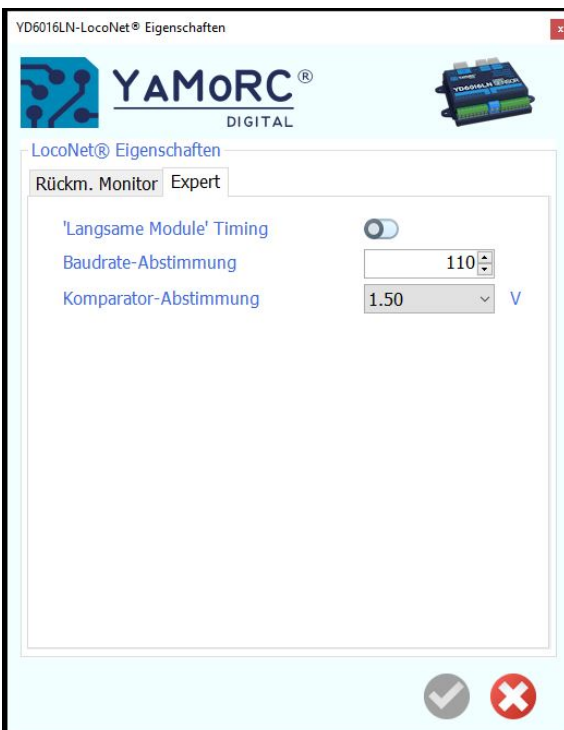 YD6016LN-LocoNet® Eigenschaften
x
YAMORC®
DIGITAL
YD6016LN
LocoNet® Eigenschaften
Rückm. Monitor Expert
'Langsame Module' Timing
Baudrate-Abstimmung 110
Komparator-Abstimmung 1.50 V